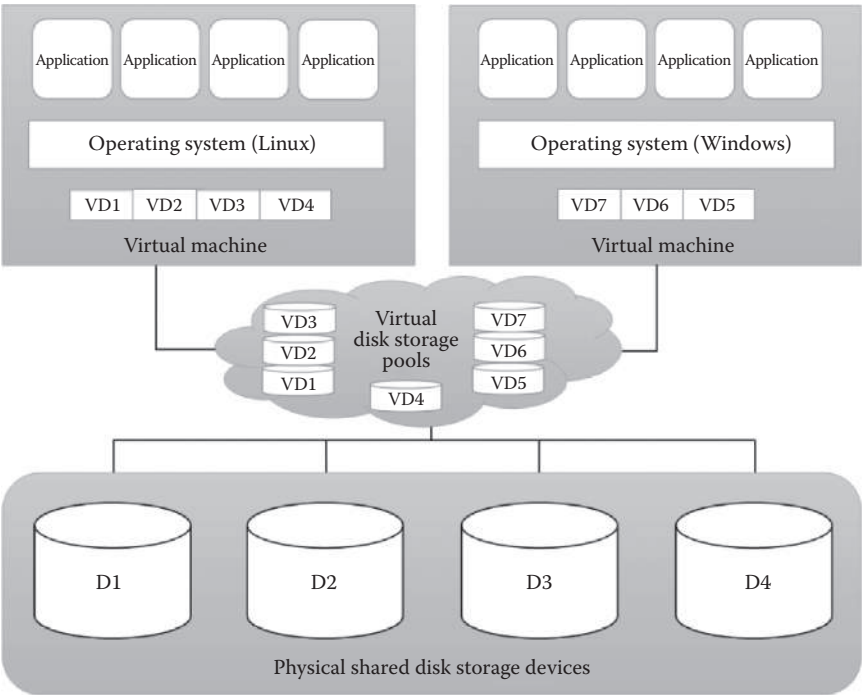 Application Application Application Application
Operating system (Linux)
VD1 VD2 VD3 VD4
Virtual machine
Application Application Application Application
Operating system (Windows)
VD7 VD6 VD5
Virtual machine
VD3
VD2
VD1
Virtual
disk storage
pools
VD4
VD7
VD6
VD5
D1 D2 D3 D4
Physical shared disk storage devices